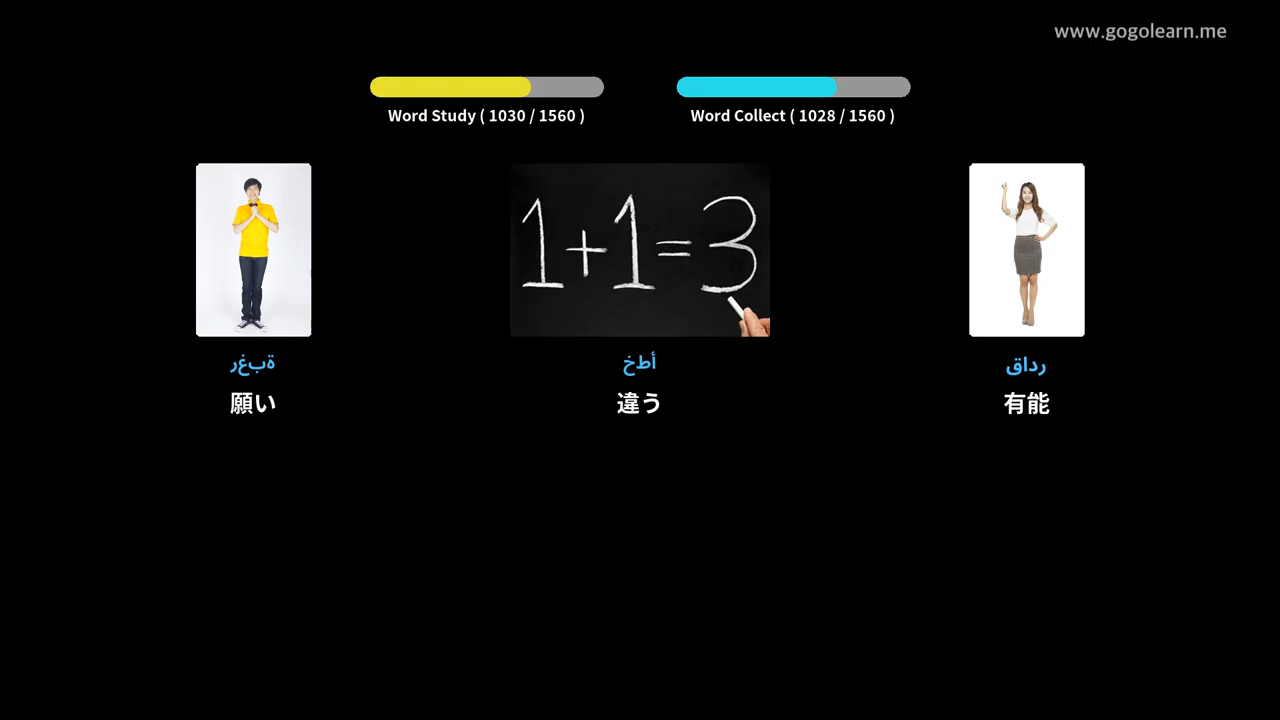 www.gogolearn.me
Word Study ( 1030 / 1560 )
Word Collect ( 1028 / 1560 )
1+1=3
ةبغر
願い
أطخ
違う
رداق
有能